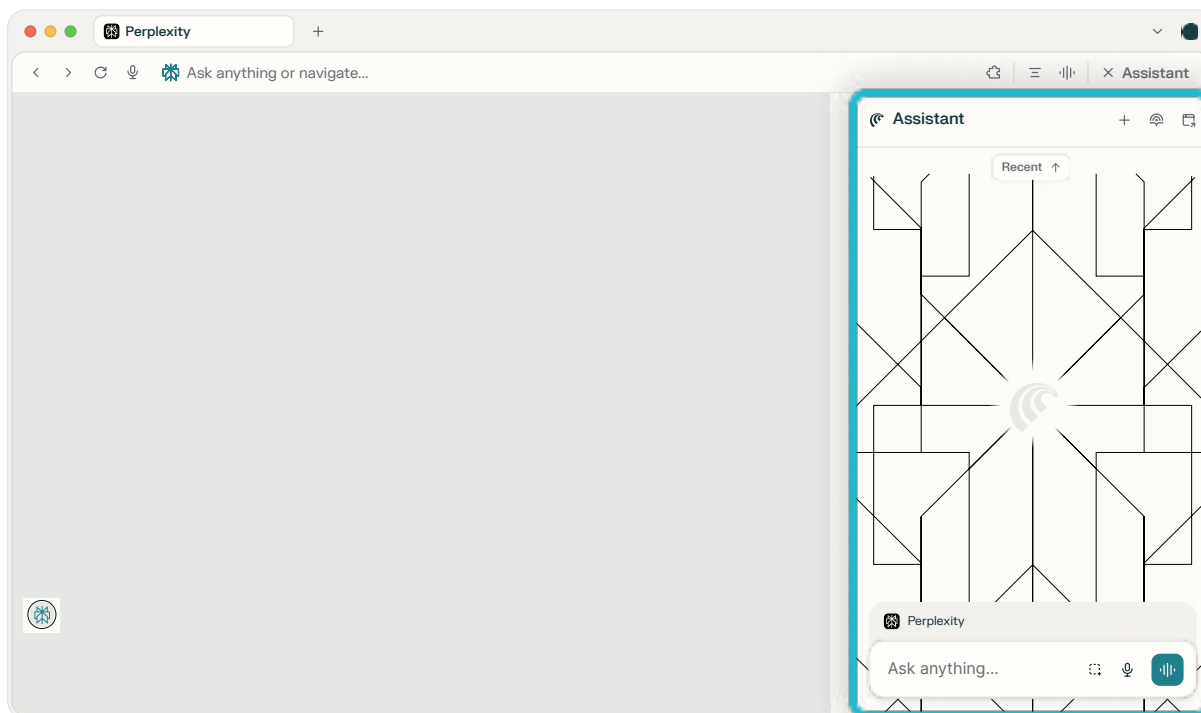 Perplexity
Ask anything or navigate...
Assistant
Assistant
Recent
Perplexity
Ask anything...